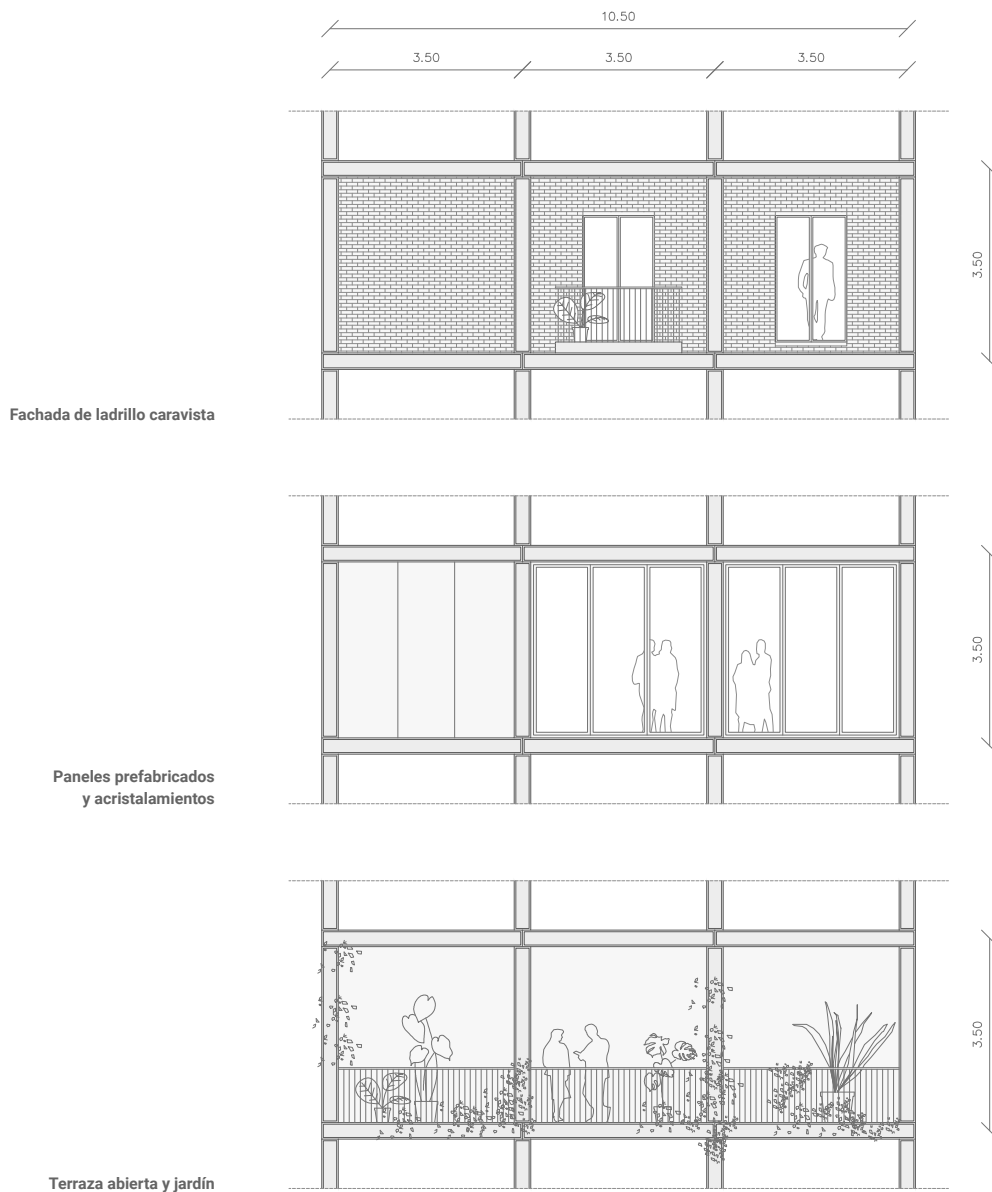 10.50
3.50 3.50 3.50
3.50
Fachada de ladrillo caravista
3.50
Paneles prefabricados
y acristalamientos
3.50
Terraza abierta y jardín